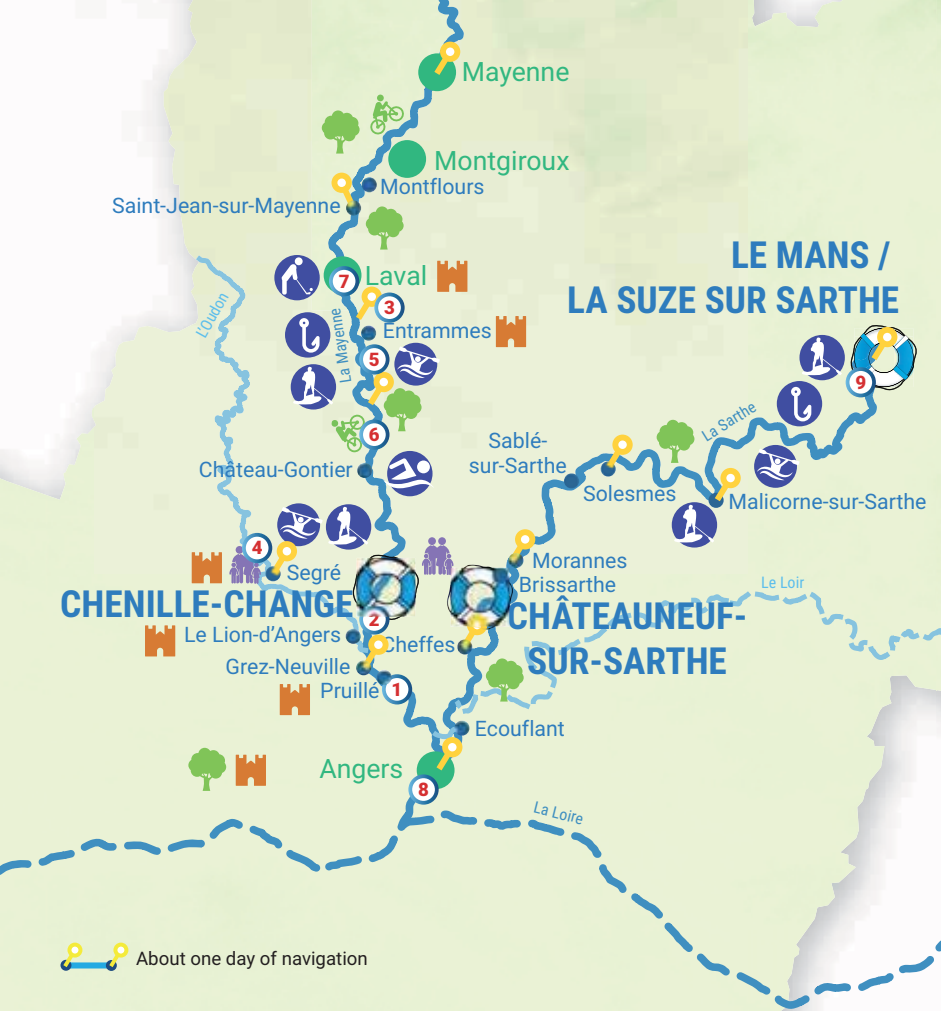 Mayenne
Montgiroux
Montflours
Saint-Jean-sur-Mayenne
LE MANS /
LA SUZE SUR SARTHE
Laval
7
3
L'Oudon
La Mayenne
Entrammes
5
9
6
La Sarthe
Sablé-
sur-Sarthe
Château-Gontier
Solesmes
Malicorne-sur-Sarthe
4
Segré
Morannes
Brissarthe
Le Loir
CHENILLE-CHANGE
CHÂTEAUNEUF-
SUR-SARTHE
2
Le Lion-d'Angers
Cheffes
Grez-Neuville
Pruillé
1
Ecouflant
Angers
8
La Loire
About one day of navigation